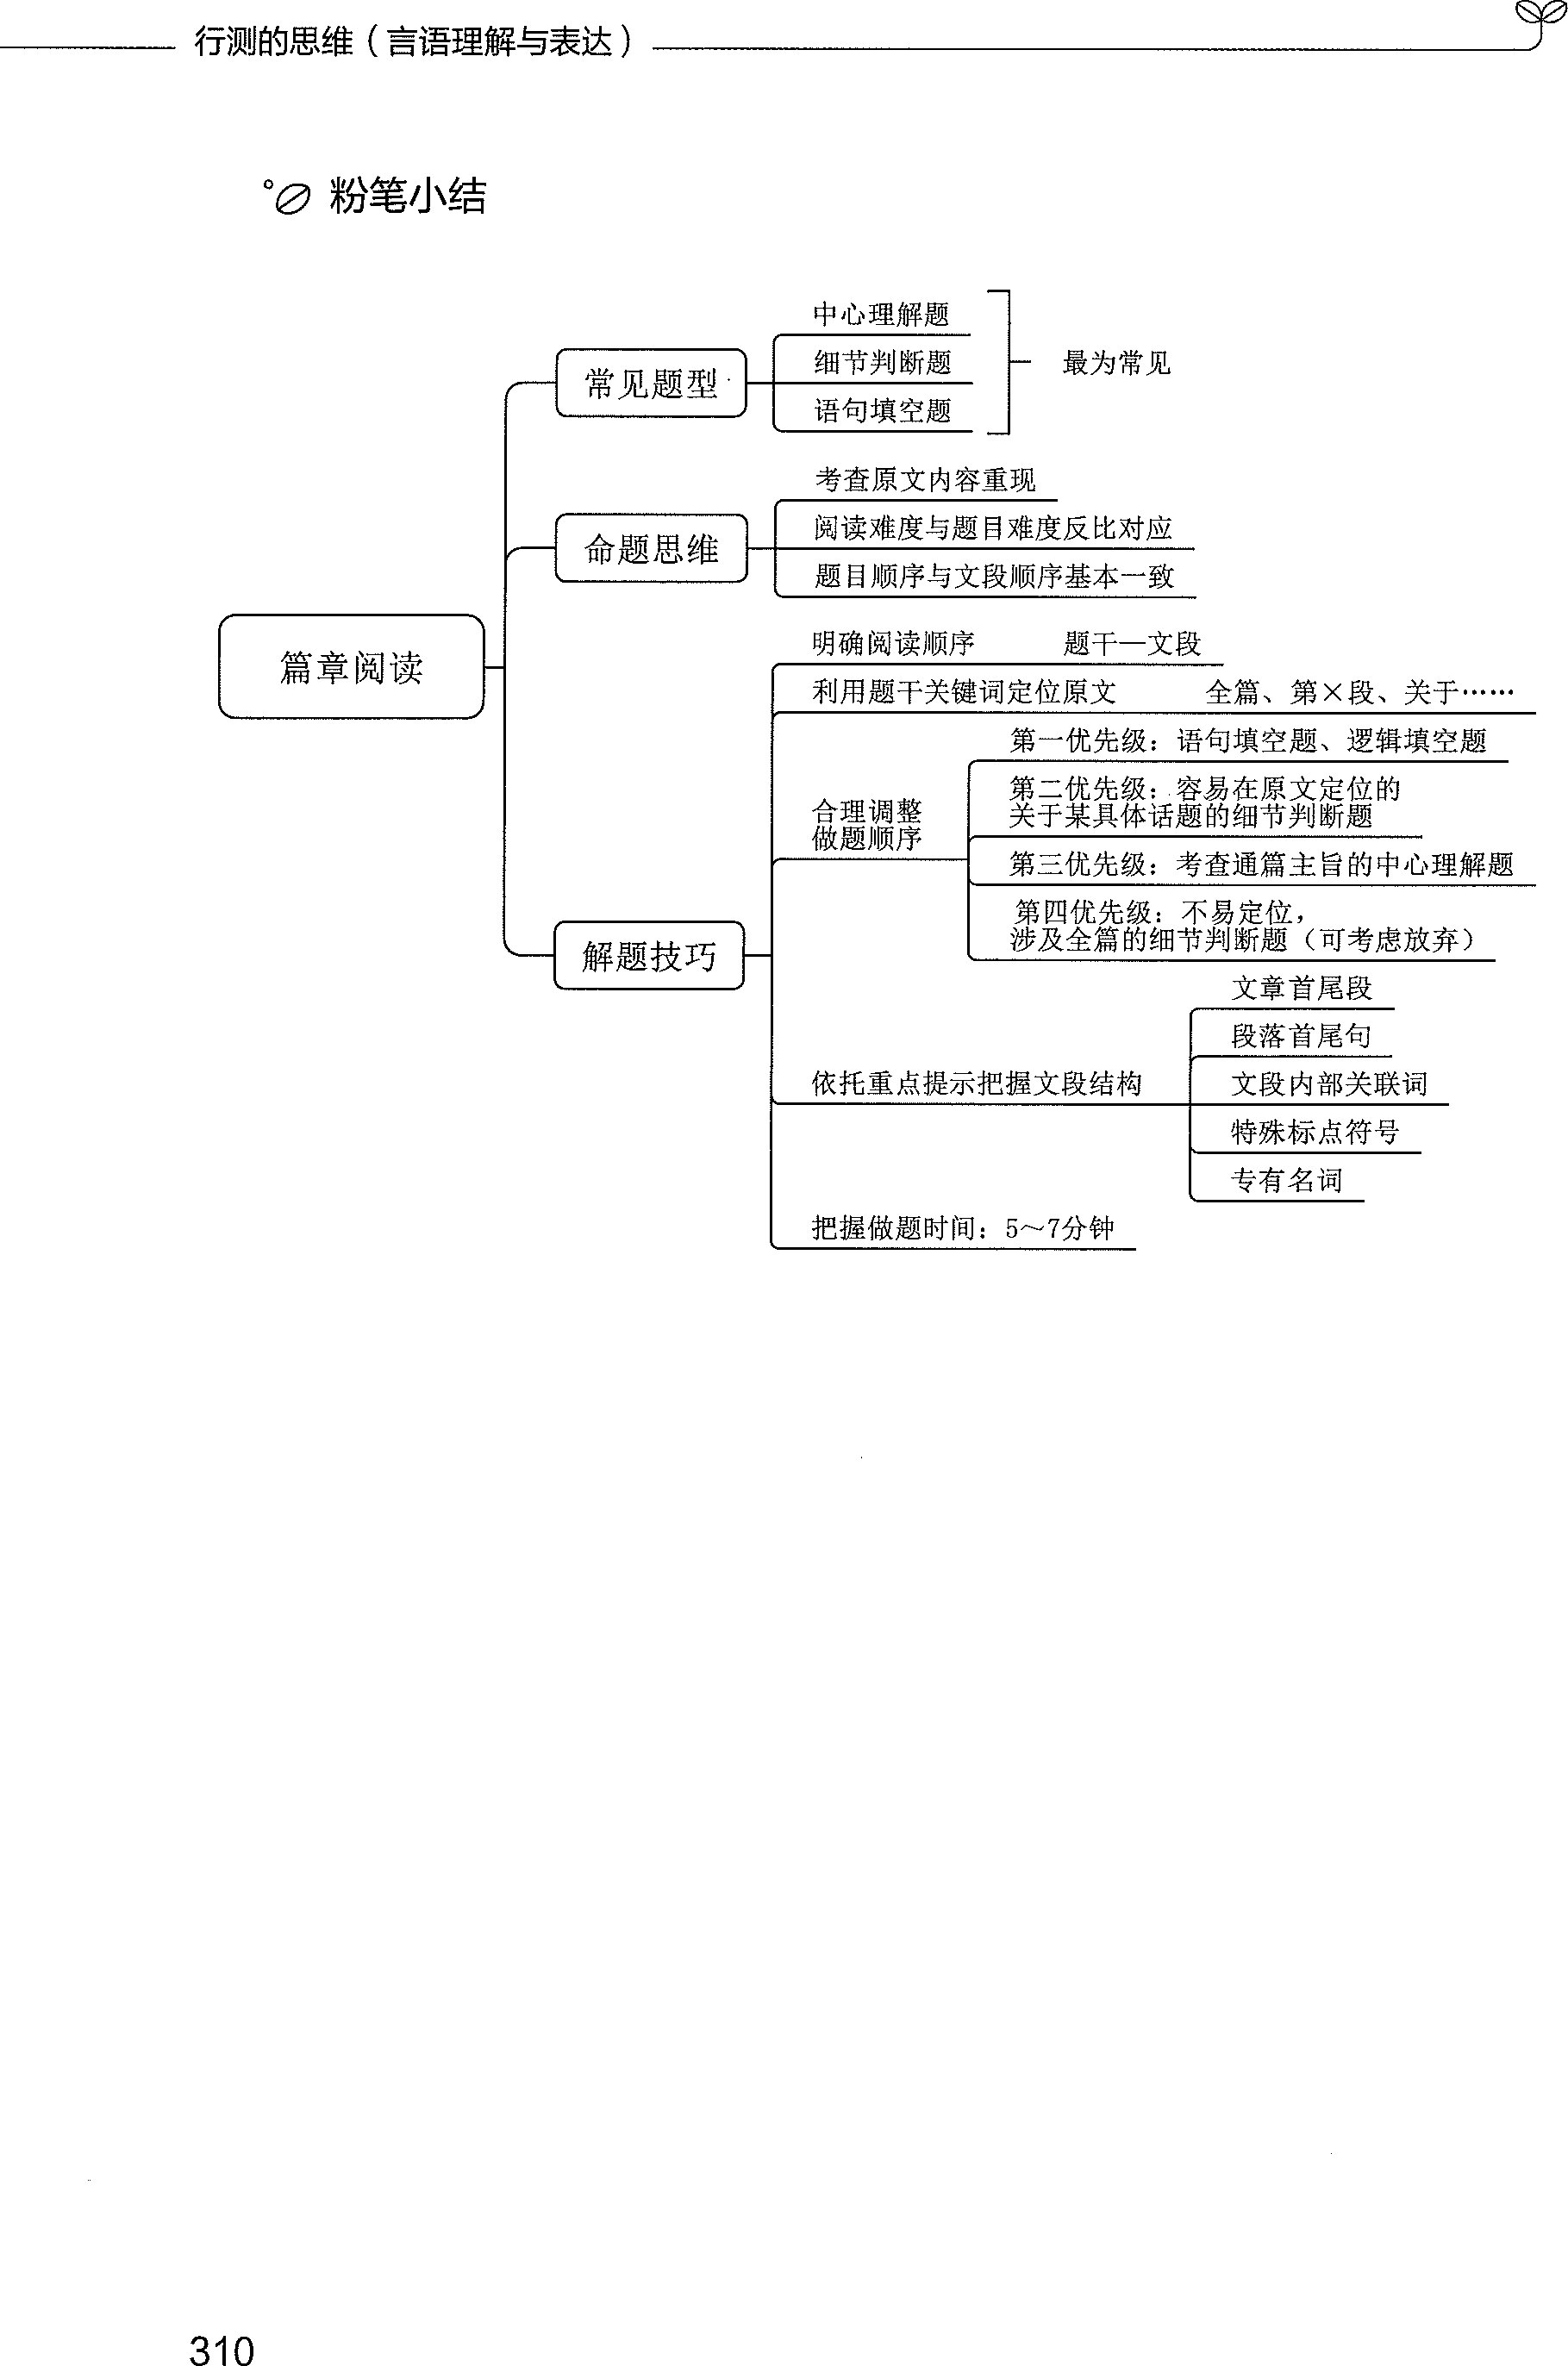 行测的思维（言语理解与表达）
粉笔小结
中心理解题
细节判断题
语句填空题
最为常见
常见题型
考查原文内容重现
阅读难度与题目难度反比对应
题目顺序与文段顺序基本一致
命题思维
篇章阅读
明确阅读顺序 题干—文段
利用题干关键词定位原文 全篇、第×段、关于……
合理调整
做题顺序
第一优先级：语句填空题、逻辑填空题
第二优先级：容易在原文定位的
关于某具体话题的细节判断题
第三优先级：考查通篇主旨的中心理解题
第四优先级：不易定位，
涉及全篇的细节判断题（可考虑放弃）
解题技巧
依托重点提示把握文段结构
文章首尾段
段落首尾句
文段内部关联词
特殊标点符号
专有名词
把握做题时间：5～7分钟
310